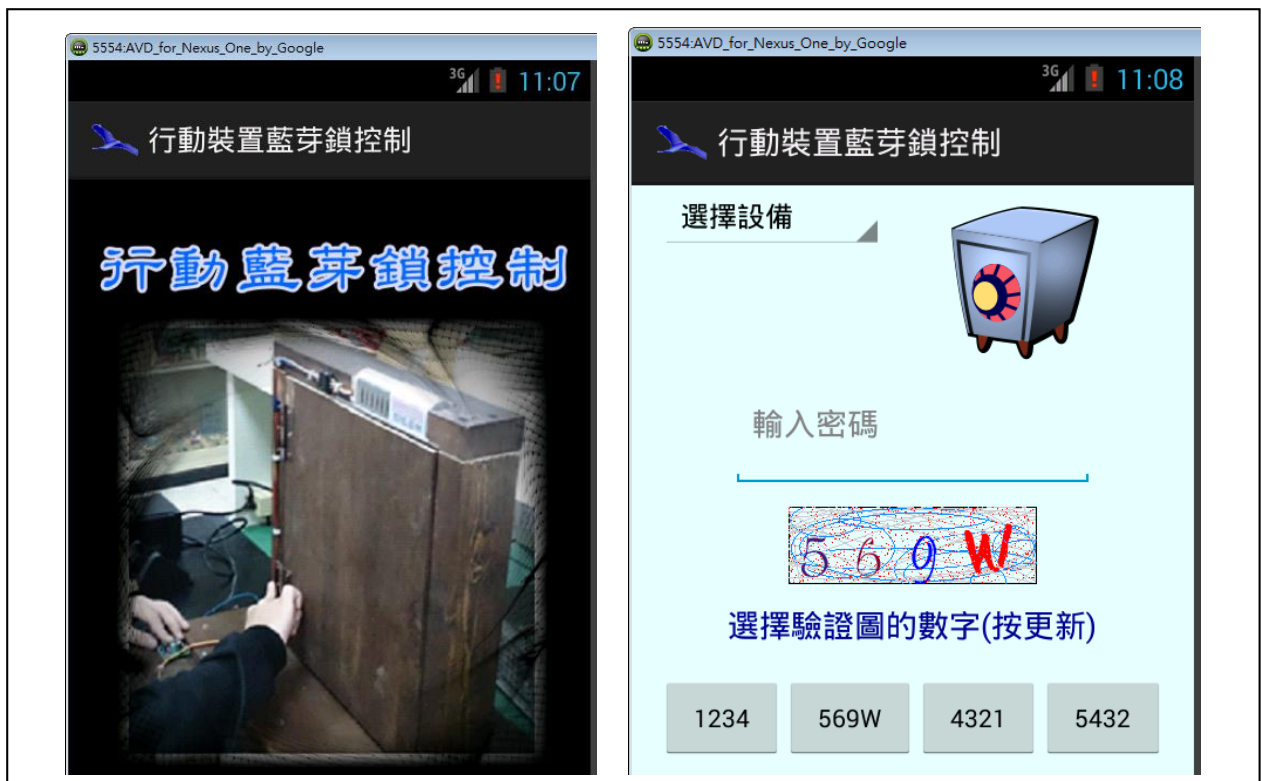 5554:AVD_for_Nexus_One_by_Google
3G 11:07
行動裝置藍芽鎖控制
行動藍芽鎖控制
5554:AVD_for_Nexus_One_by_Google
3G 11:08
行動裝置藍芽鎖控制
選擇設備
輸入密碼
569W
選擇驗證圖的數字(按更新)
1234 569W 4321 5432